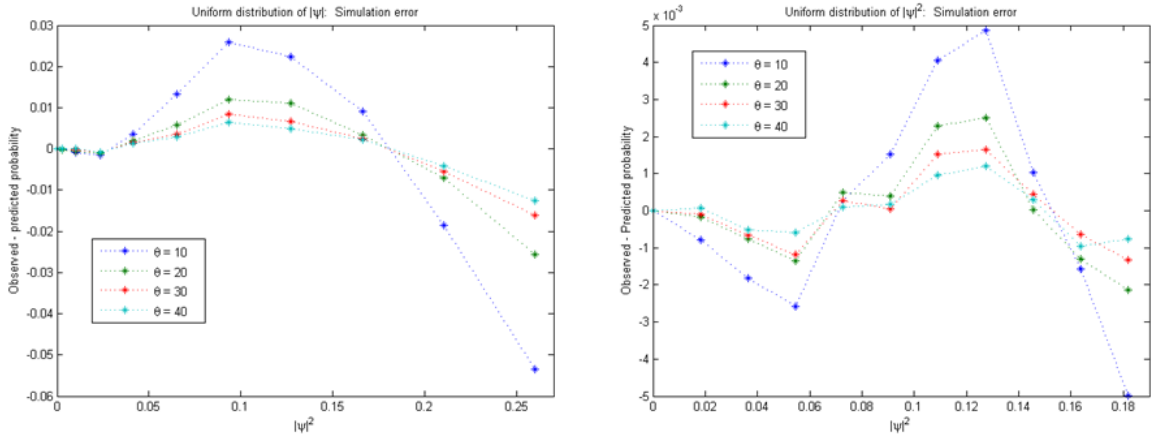 Uniform distribution of |ψ|:  Simulation error
0.03
0.02
0.01
0
-0.01
-0.02
-0.03
-0.04
-0.05
-0.06
Observed - predicted probability
θ = 10
θ = 20
θ = 30
θ = 40
0
0.05
0.1
0.15
0.2
0.25
|ψ|²
Uniform distribution of |ψ|²:  Simulation error
x 10⁻³
5
4
3
2
1
0
-1
-2
-3
-4
-5
Observed - Predicted probability
θ = 10
θ = 20
θ = 30
θ = 40
0
0.02
0.04
0.06
0.08
0.1
0.12
0.14
0.16
0.18
|ψ|²